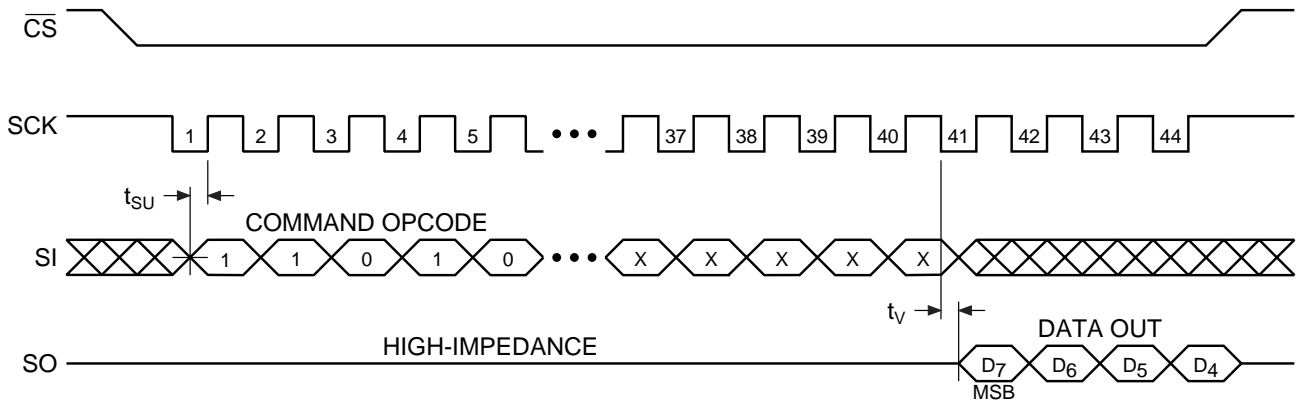 CS
SCK 1 2 3 4 5 ••• 37 38 39 40 41 42 43 44
tSU
COMMAND OPCODE
SI 1 1 0 1 0 ••• X X X X X
tV
DATA OUT
HIGH-IMPEDANCE
SO D7 D6 D5 D4
MSB